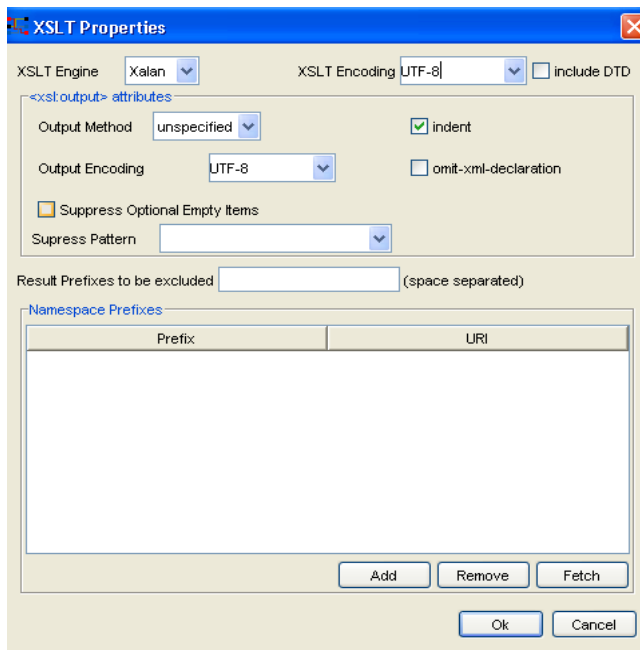 XSLT Properties
XSLT Engine Xalan XSLT Encoding UTF-8 include DTD
<xsl:output> attributes
Output Method unspecified indent
Output Encoding UTF-8 omit-xml-declaration
Suppress Optional Empty Items
Supress Pattern
Result Prefixes to be excluded (space separated)
Namespace Prefixes
Prefix URI
Add Remove Fetch
Ok Cancel